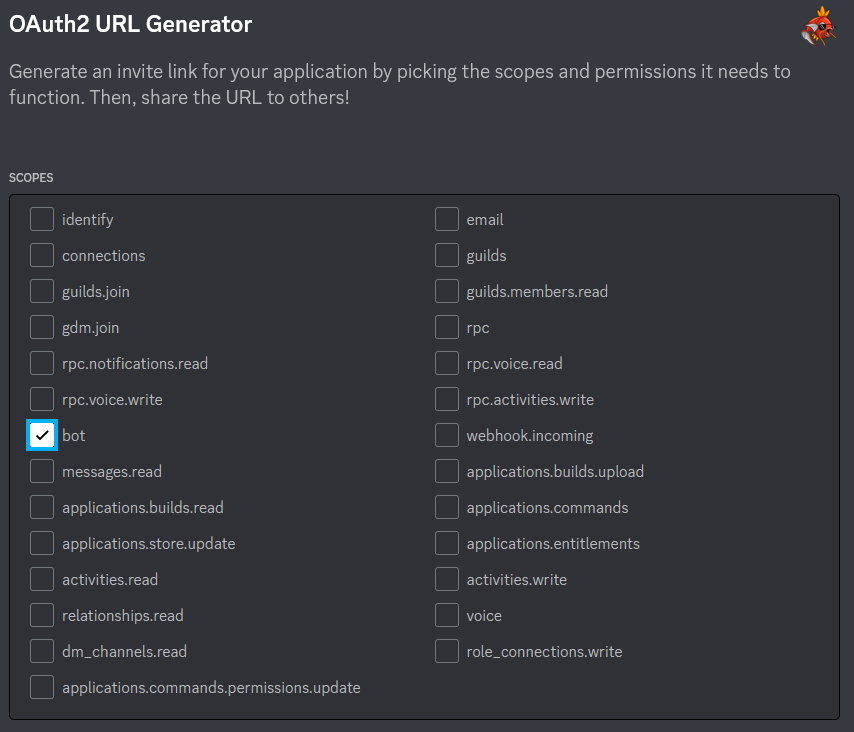 OAuth2 URL Generator
Generate an invite link for your application by picking the scopes and permissions it needs to
function. Then, share the URL to others!
SCOPES
identify
email
connections
guilds
guilds.join
guilds.members.read
gdm.join
rpc
rpc.notifications.read
rpc.voice.read
rpc.voice.write
rpc.activities.write
bot
webhook.incoming
messages.read
applications.builds.upload
applications.builds.read
applications.commands
applications.store.update
applications.entitlements
activities.read
activities.write
relationships.read
voice
dm_channels.read
role_connections.write
applications.commands.permissions.update